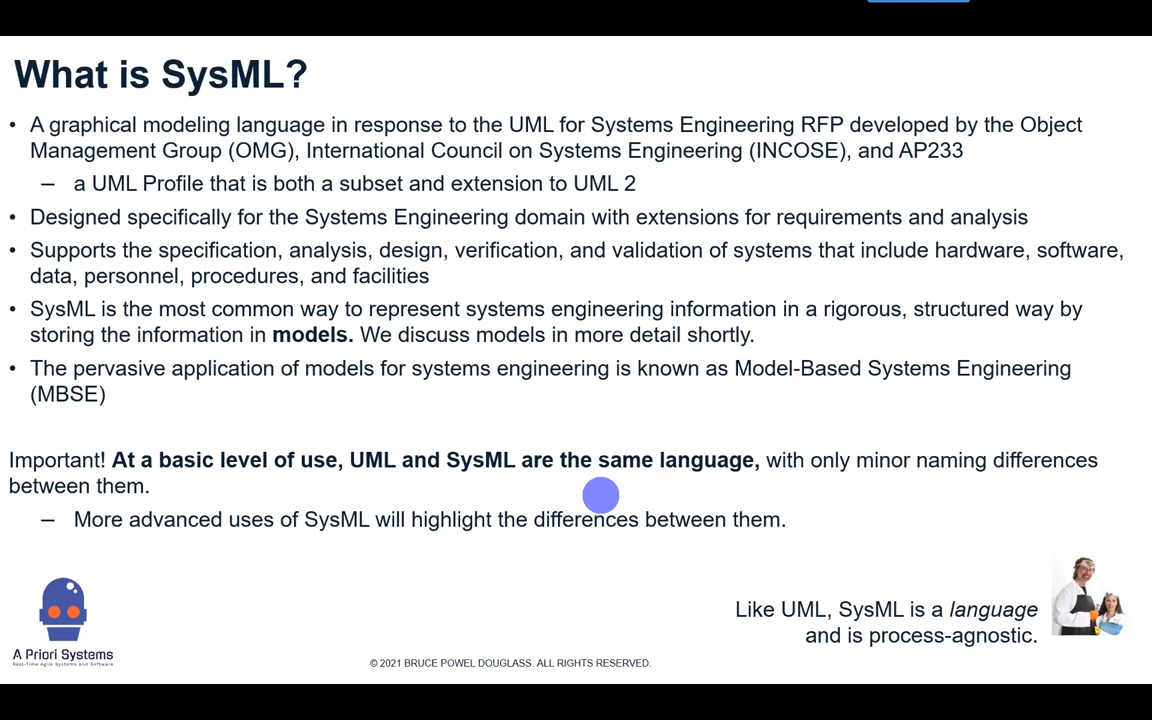 What is SysML?
• A graphical modeling language in response to the UML for Systems Engineering RFP developed by the Object
Management Group (OMG), International Council on Systems Engineering (INCOSE), and AP233
– a UML Profile that is both a subset and extension to UML 2
• Designed specifically for the Systems Engineering domain with extensions for requirements and analysis
• Supports the specification, analysis, design, verification, and validation of systems that include hardware, software,
data, personnel, procedures, and facilities
• SysML is the most common way to represent systems engineering information in a rigorous, structured way by
storing the information in models. We discuss models in more detail shortly.
• The pervasive application of models for systems engineering is known as Model-Based Systems Engineering
(MBSE)
Important! At a basic level of use, UML and SysML are the same language, with only minor naming differences
between them.
– More advanced uses of SysML will highlight the differences between them.
Like UML, SysML is a language
and is process-agnostic.
A Priori Systems
Real-Time Agile Systems and Software
© 2021 BRUCE POWEL DOUGLASS. ALL RIGHTS RESERVED.